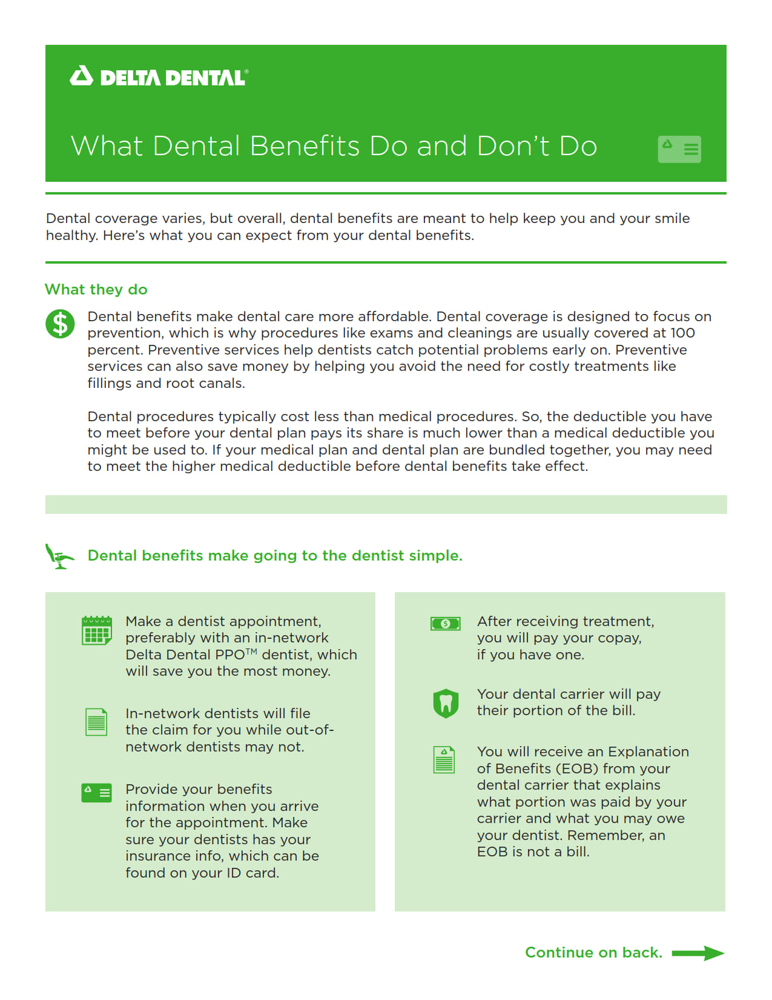 DELTA DENTAL®
What Dental Benefits Do and Don’t Do
Dental coverage varies, but overall, dental benefits are meant to help keep you and your smile
healthy. Here’s what you can expect from your dental benefits.
What they do
$
Dental benefits make dental care more affordable. Dental coverage is designed to focus on
prevention, which is why procedures like exams and cleanings are usually covered at 100
percent. Preventive services help dentists catch potential problems early on. Preventive
services can also save money by helping you avoid the need for costly treatments like
fillings and root canals.
Dental procedures typically cost less than medical procedures. So, the deductible you have
to meet before your dental plan pays its share is much lower than a medical deductible you
might be used to. If your medical plan and dental plan are bundled together, you may need
to meet the higher medical deductible before dental benefits take effect.
Dental benefits make going to the dentist simple.
Make a dentist appointment,
preferably with an in-network
Delta Dental PPO™ dentist, which
will save you the most money.
In-network dentists will file
the claim for you while out-of-
network dentists may not.
Provide your benefits
information when you arrive
for the appointment. Make
sure your dentists has your
insurance info, which can be
found on your ID card.
$
After receiving treatment,
you will pay your copay,
if you have one.
Your dental carrier will pay
their portion of the bill.
You will receive an Explanation
of Benefits (EOB) from your
dental carrier that explains
what portion was paid by your
carrier and what you may owe
your dentist. Remember, an
EOB is not a bill.
Continue on back.